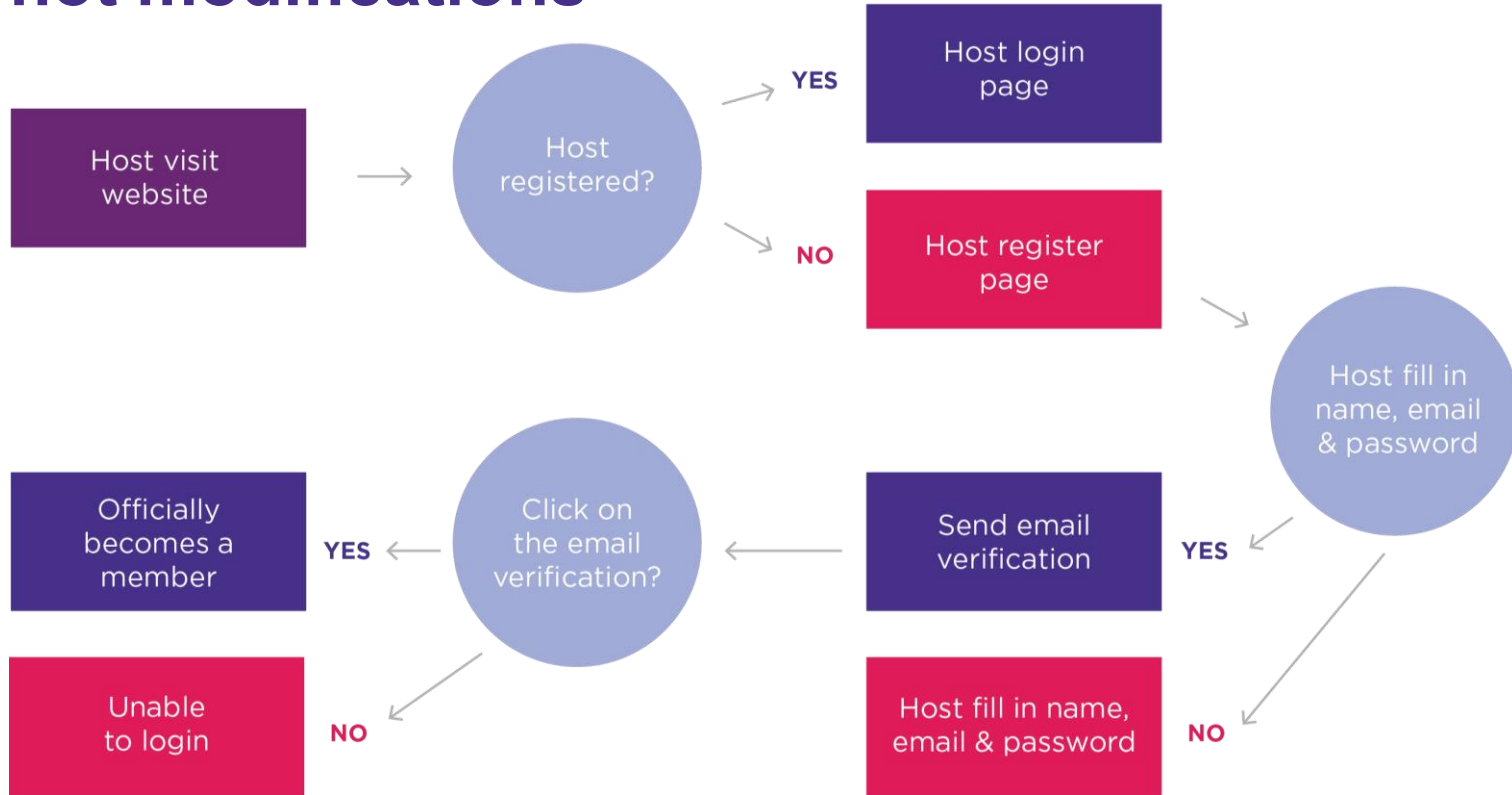 not modifications
Host visit
website
Host
registered?
YES
Host login
page
NO
Host register
page
Host fill in
name, email
& password
YES
Send email
verification
NO
Host fill in name,
email & password
Click on
the email
verification?
YES
Officially
becomes a
member
NO
Unable
to login